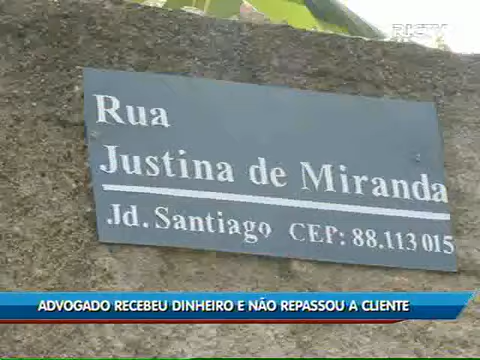 Rua
Justina de Miranda
Jd. Santiago CEP: 88.113 015
ADVOGADO RECEBEU DINHEIRO E NÃO REPASSOU A CLIENTE